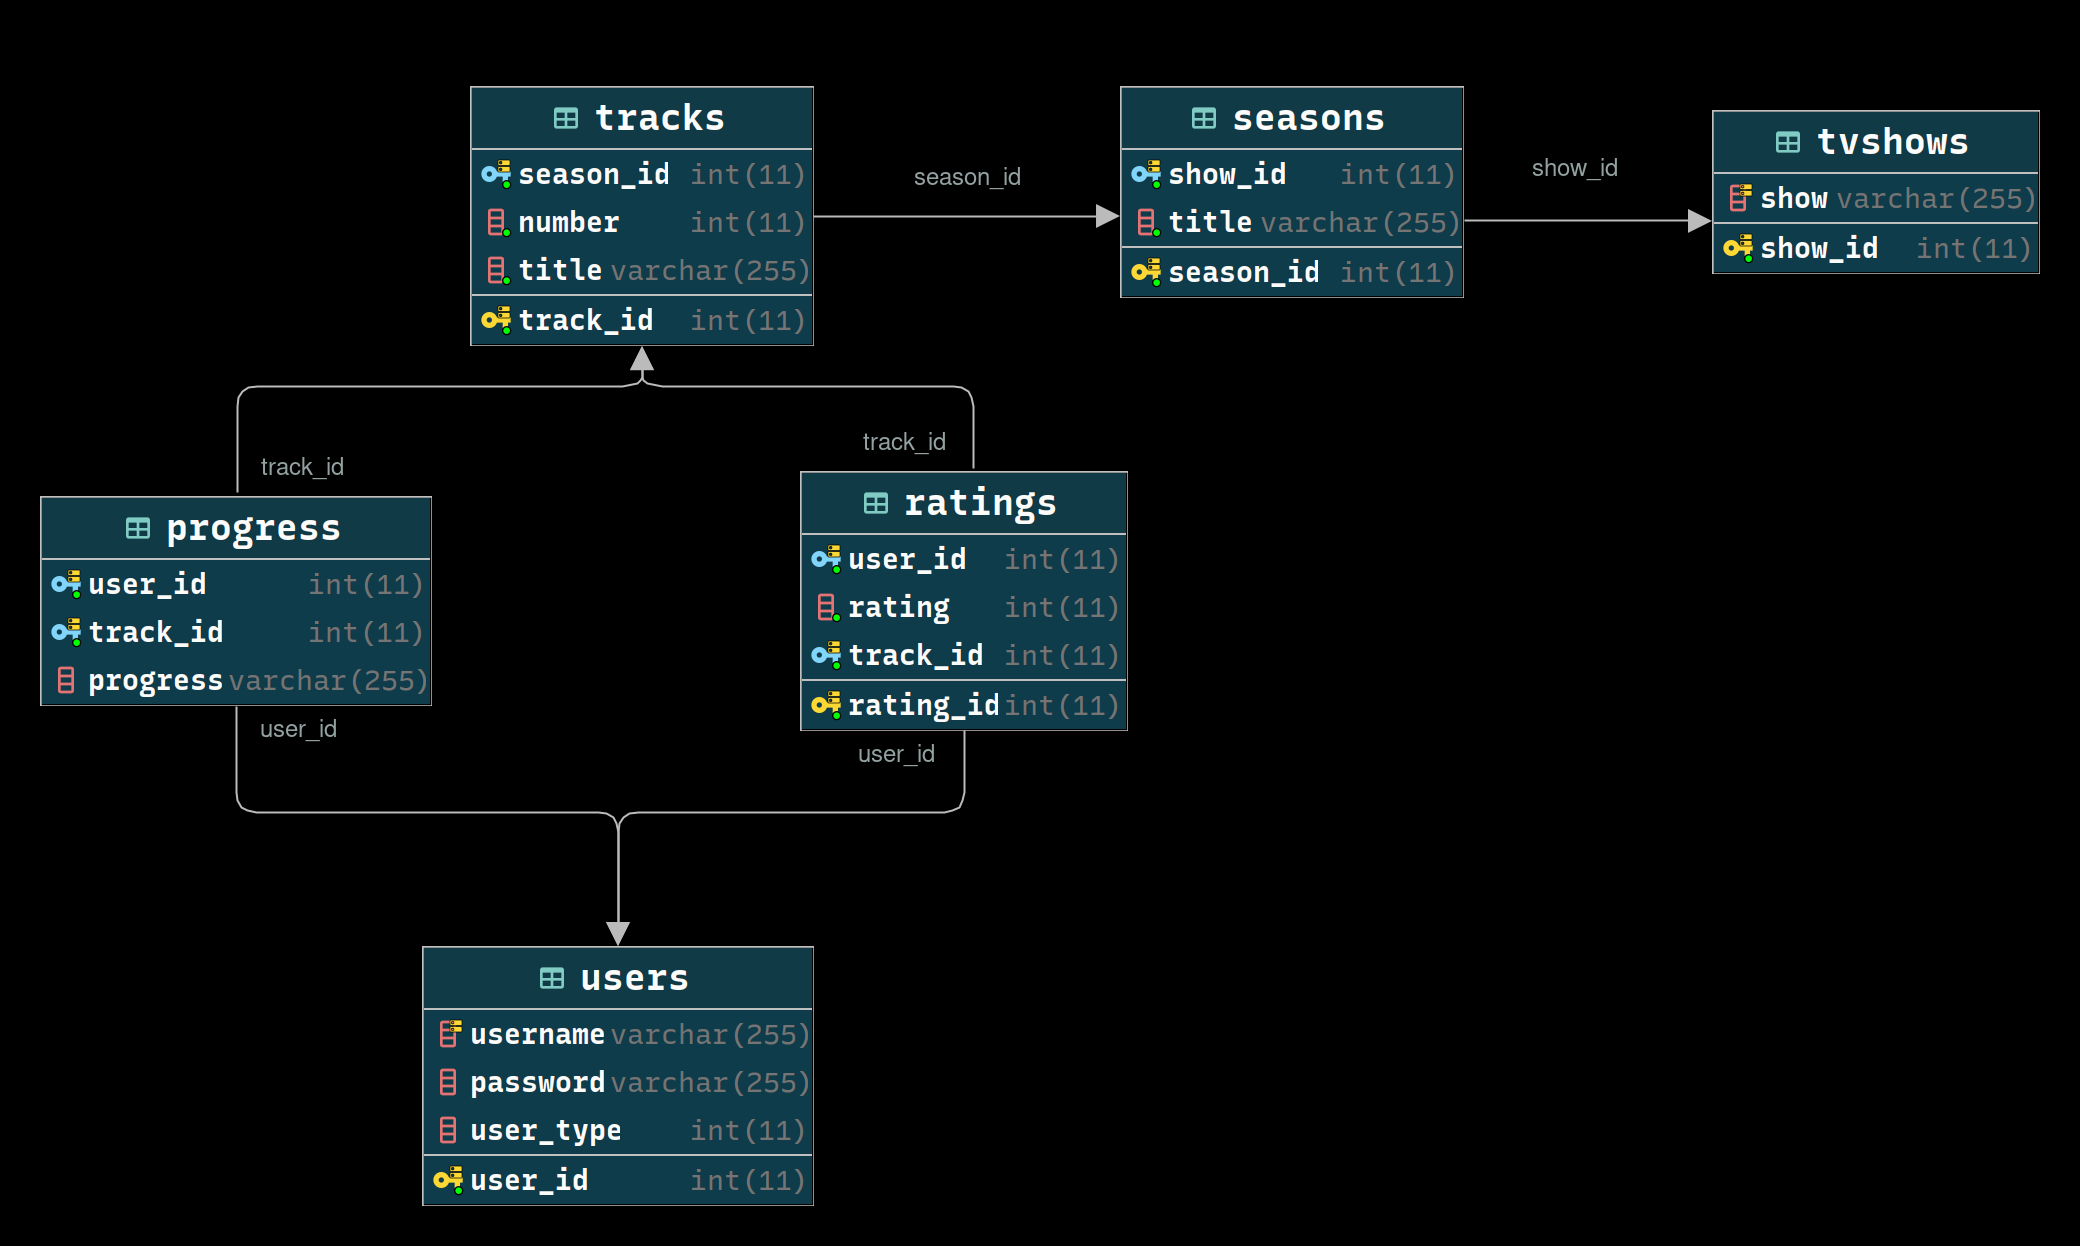 tracks
season_id int(11)
number int(11)
title varchar(255)
track_id int(11)
season_id
seasons
show_id int(11)
title varchar(255)
season_id int(11)
show_id
tvshows
show varchar(255)
show_id int(11)
track_id
track_id
progress
user_id int(11)
track_id int(11)
progress varchar(255)
user_id
ratings
user_id int(11)
rating int(11)
track_id int(11)
rating_id int(11)
user_id
users
username varchar(255)
password varchar(255)
user_type int(11)
user_id int(11)